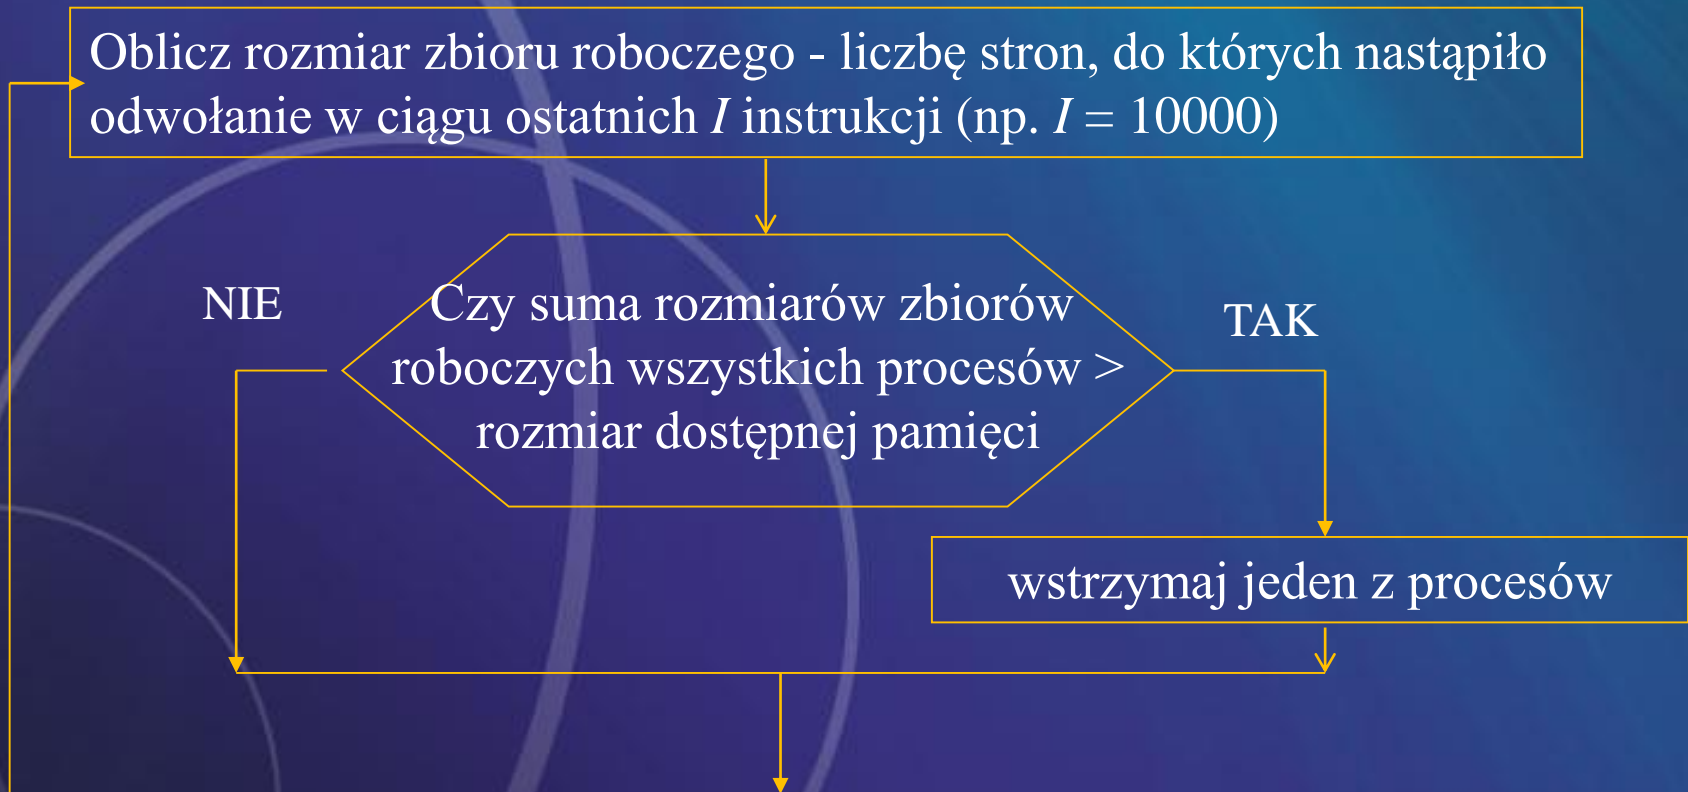 Oblicz rozmiar zbioru roboczego - liczbę stron, do których nastąpiło
odwołanie w ciągu ostatnich I instrukcji (np. I = 10000)
NIE
Czy suma rozmiarów zbiorów
roboczych wszystkich procesów >
rozmiar dostępnej pamięci
TAK
wstrzymaj jeden z procesów